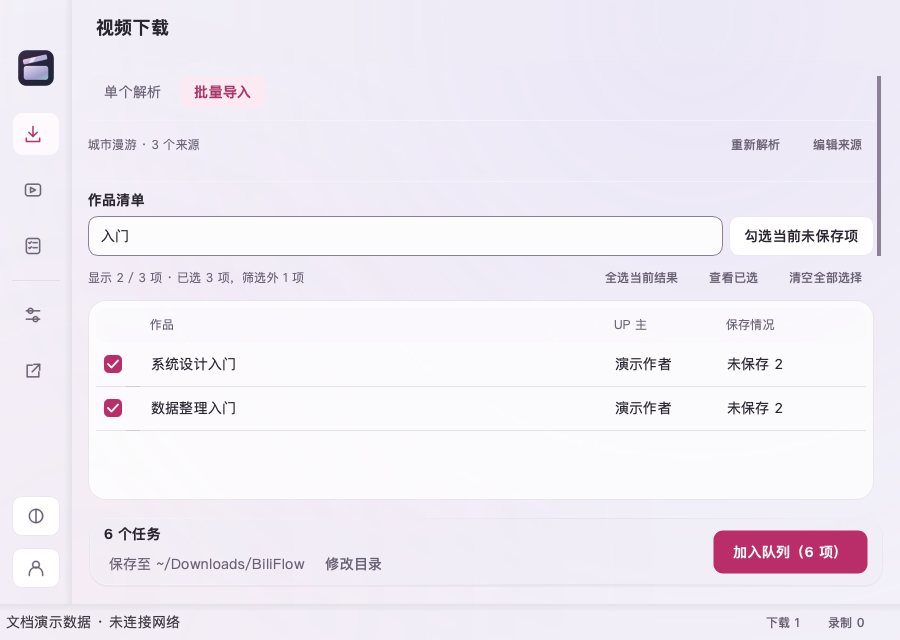 视频下载
单个解析 批量导入
城市漫游 · 3 个来源 重新解析 编辑来源
作品清单
入门 勾选当前未保存项
显示 2 / 3 项 · 已选 3 项，筛选外 1 项 全选当前结果 查看已选 清空全部选择
作品 UP 主 保存情况
系统设计入门 演示作者 未保存 2
数据整理入门 演示作者 未保存 2
6 个任务
保存至 ~/Downloads/BiliFlow 修改目录
加入队列（6 项）
文档演示数据 · 未连接网络 下载 1 录制 0